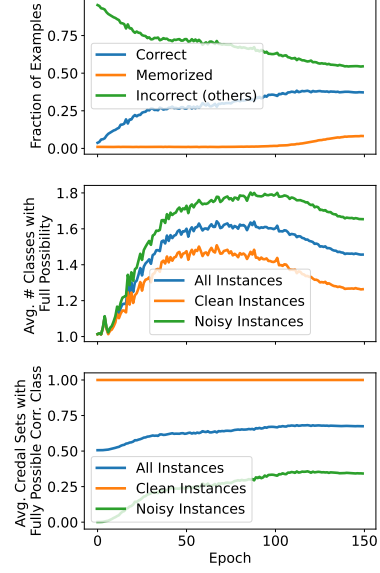 Fraction of Examples
0.75
0.50
0.25
0.00
Correct
Memorized
Incorrect (others)
Avg. # Classes with
Full Possibility
1.8
1.6
1.4
1.2
1.0
All Instances
Clean Instances
Noisy Instances
Avg. Credal Sets with
Fully Possible Corr. Class
1.00
0.75
0.50
0.25
0.00
All Instances
Clean Instances
Noisy Instances
0 50 100 150
Epoch